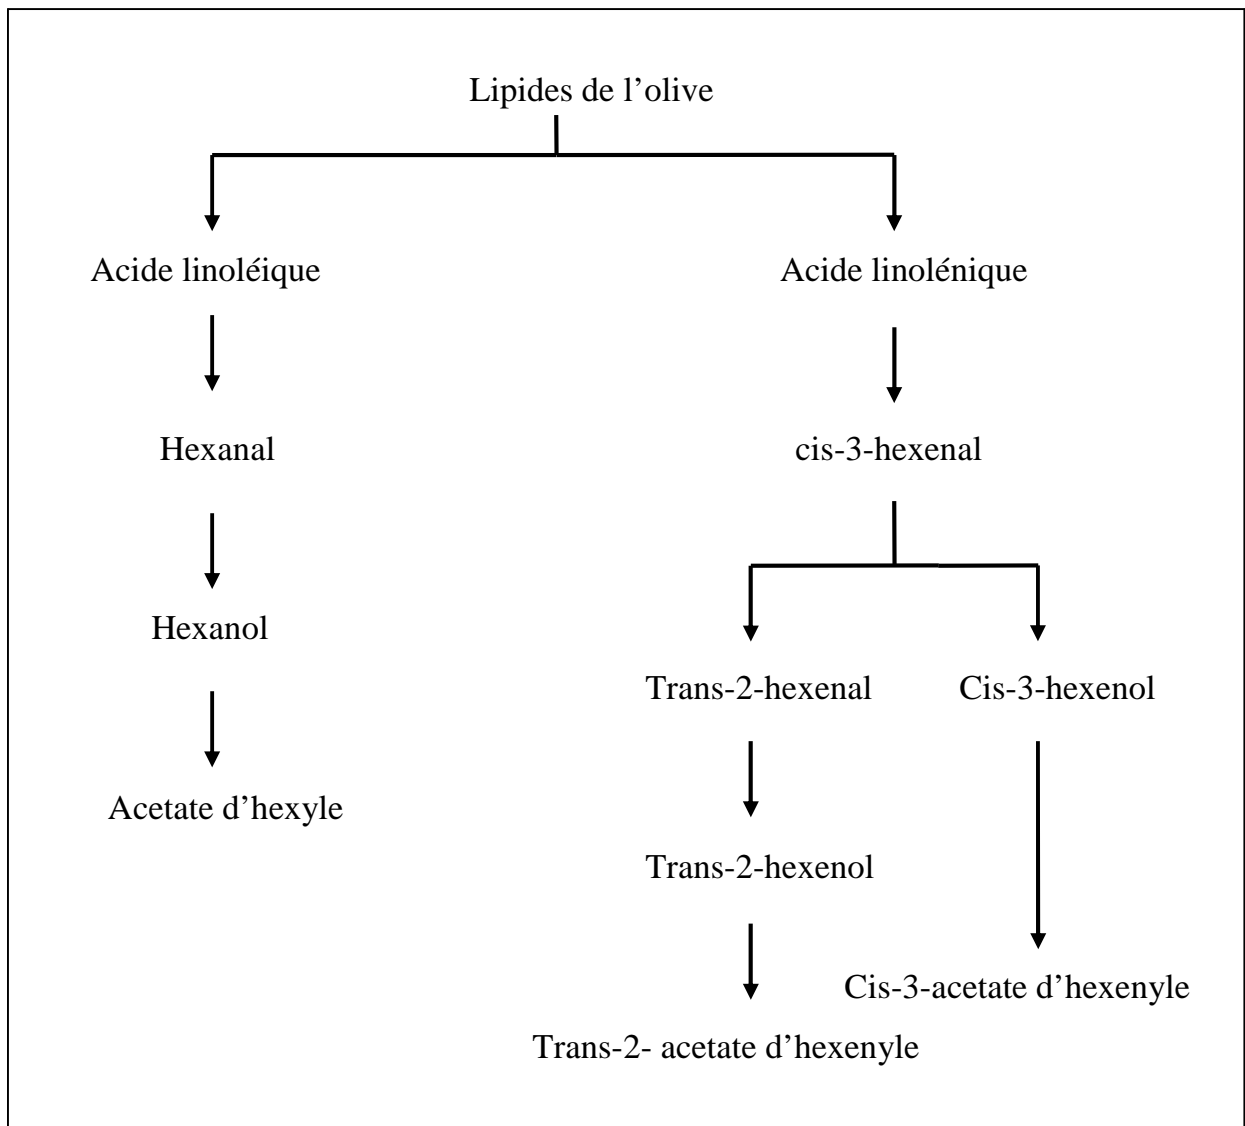 Lipides de l’olive
Acide linoléique
Acide linolénique
Hexanal
cis-3-hexenal
Hexanol
Trans-2-hexenal
Cis-3-hexenol
Acetate d’hexyle
Trans-2-hexenol
Cis-3-acetate d’hexenyle
Trans-2- acetate d’hexenyle